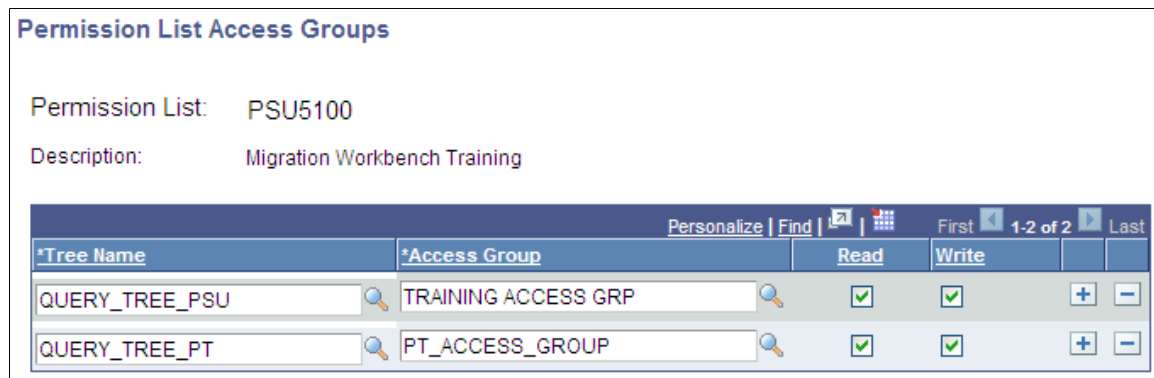 Permission List Access Groups
Permission List: PSU5100
Description: Migration Workbench Training
Personalize | Find | | First 1-2 of 2 Last
*Tree Name *Access Group Read Write
QUERY_TREE_PSU TRAINING ACCESS GRP
QUERY_TREE_PT PT_ACCESS_GROUP